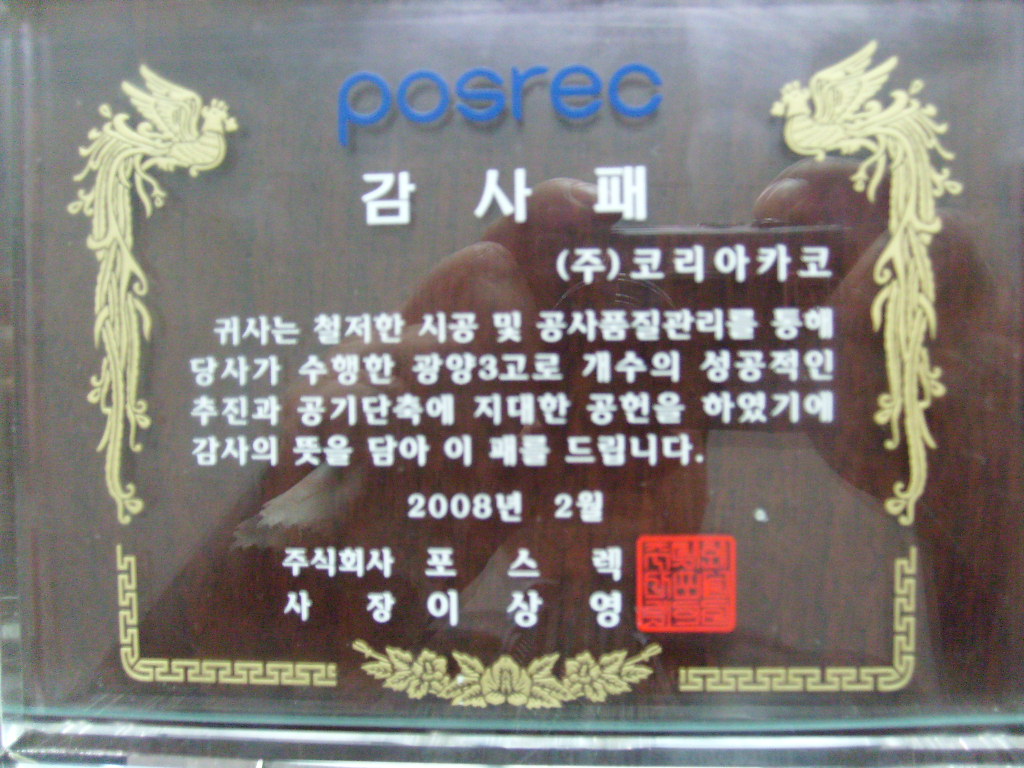 posrec
감 사 패
(주)코리아카코
귀사는 철저한 시공 및 공사품질관리를 통해
당사가 수행한 광양3고로 개수의 성공적인
추진과 공기단축에 지대한 공헌을 하였기에
감사의 뜻을 담아 이 패를 드립니다.
2008년 2월
주식회사 포 스 렉
사 장 이 상 영